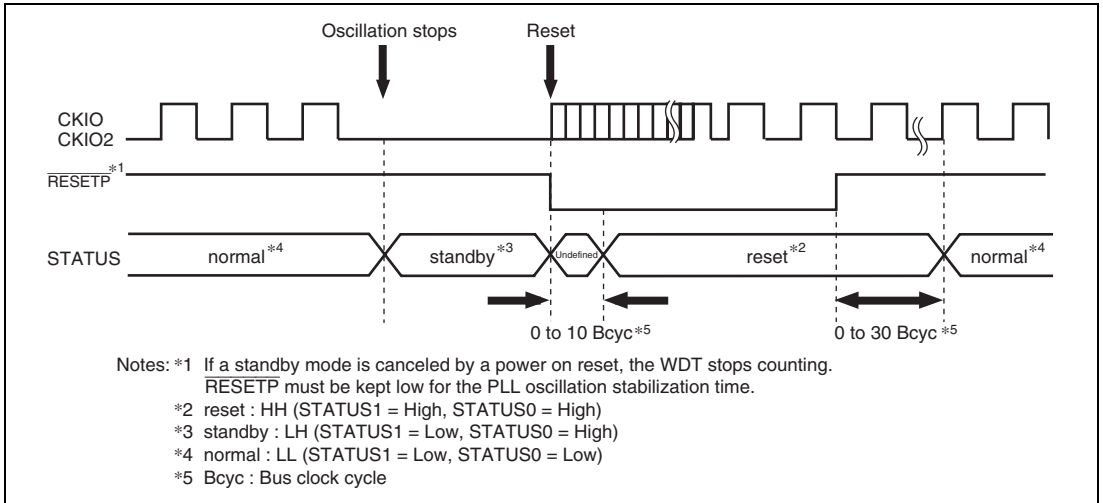 Oscillation stops Reset
CKIO
CKIO2
RESETP*1
STATUS normal*4 standby*3 Undefined reset*2 normal*4
0 to 10 Bcyc*5 0 to 30 Bcyc*5
Notes: *1 If a standby mode is canceled by a power on reset, the WDT stops counting.
RESETP must be kept low for the PLL oscillation stabilization time.
*2 reset : HH (STATUS1 = High, STATUS0 = High)
*3 standby : LH (STATUS1 = Low, STATUS0 = High)
*4 normal : LL (STATUS1 = Low, STATUS0 = Low)
*5 Bcyc : Bus clock cycle